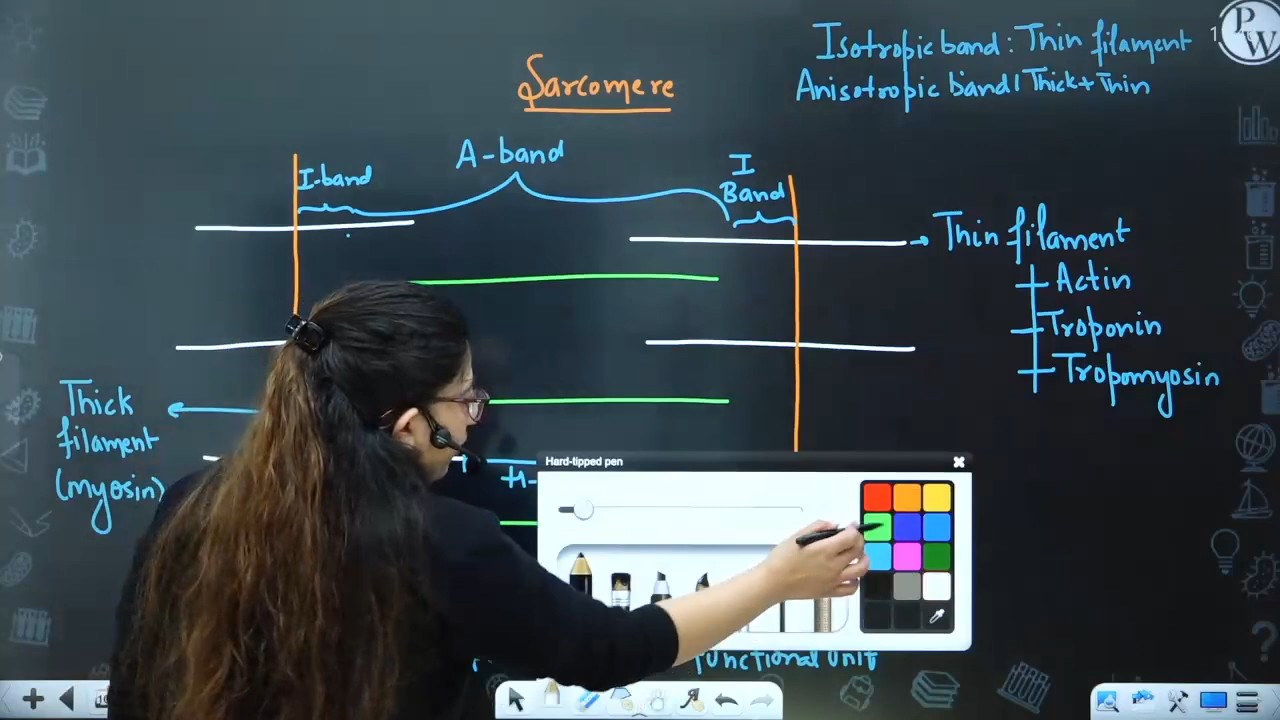 Isotropic band : Thin filament
Anisotropic band : Thick + Thin
PW
Sarcomere
A-band
I-band
I
Band
Thin filament
Actin
Troponin
Tropomyosin
Thick
filament
(myosin)
H-
Hard-tipped pen
functional unit